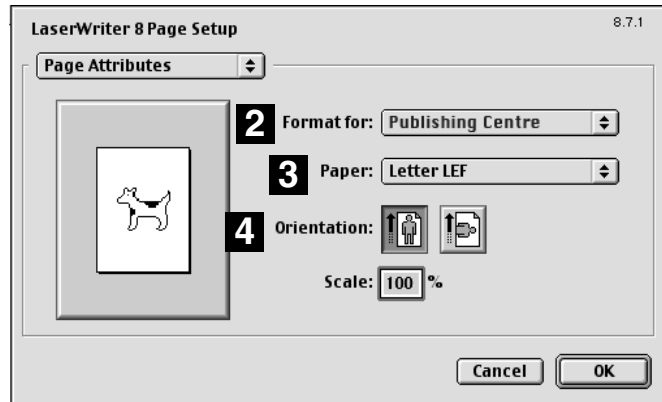 LaserWriter 8 Page Setup
8.7.1
Page Attributes
2 Format for: Publishing Centre
3 Paper: Letter LEF
4 Orientation:
Scale: 100 %
Cancel OK